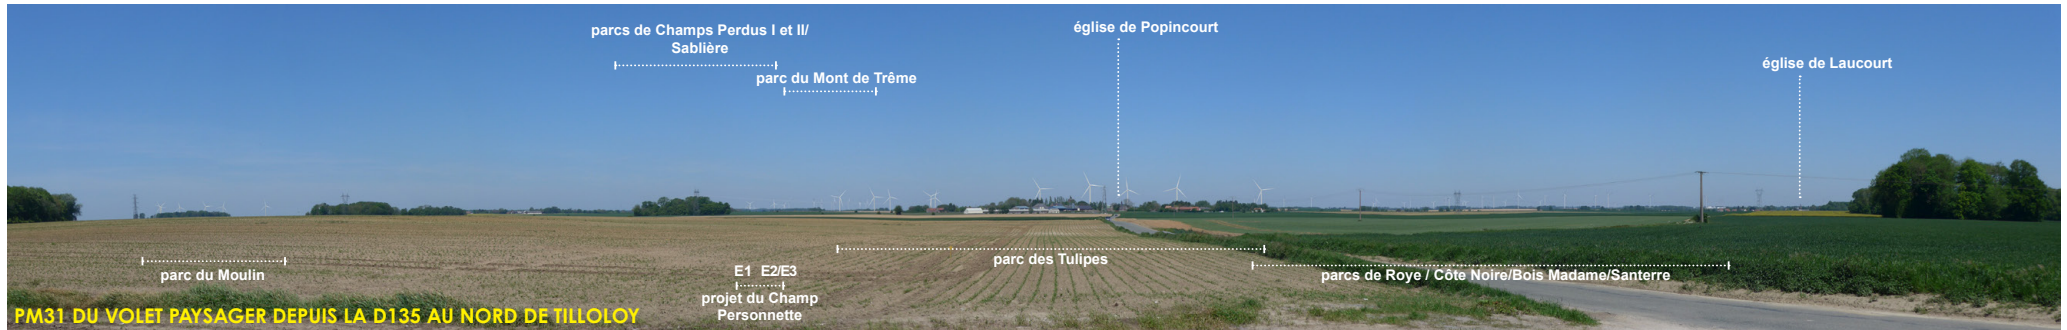 parcs de Champs Perdus I et II/
Sablière
parc du Mont de Trême
église de Popincourt
église de Laucourt
parc du Moulin
E1 E2/E3
projet du Champ
Personnette
parc des Tulipes
parcs de Roye / Côte Noire/Bois Madame/Santerre
PM31 DU VOLET PAYSAGER DEPUIS LA D135 AU NORD DE TILLOLOY